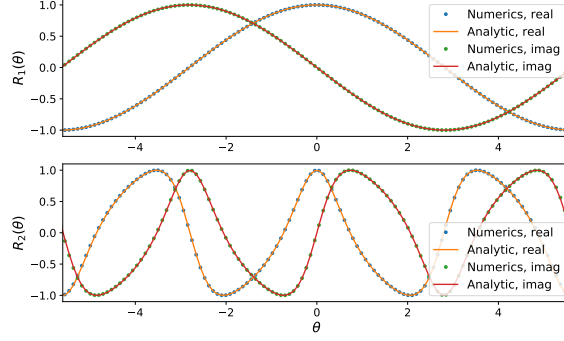 1.0
0.5
0.0
−0.5
−1.0
R₁(θ)
Numerics, real
Analytic, real
Numerics, imag
Analytic, imag
−4 −2 0 2 4
1.0
0.5
0.0
−0.5
−1.0
R₂(θ)
Numerics, real
Analytic, real
Numerics, imag
Analytic, imag
−4 −2 0 2 4
θ